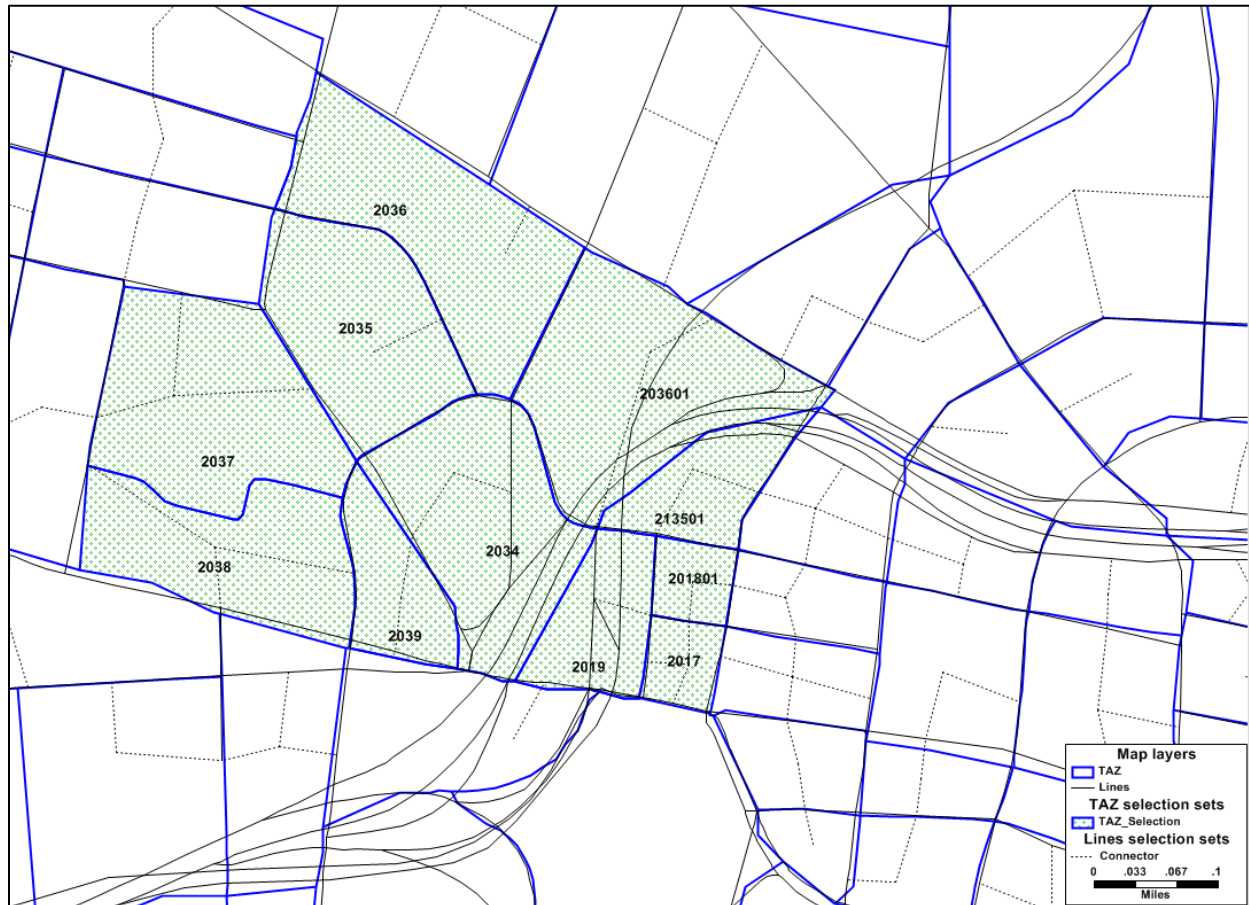 2036
2035
203601
2037
213501
2034
2038
201801
2039
2019
2017
Map layers
TAZ
Lines
TAZ selection sets
TAZ_Selection
Lines selection sets
Connector
0 .033 .067 .1
Miles